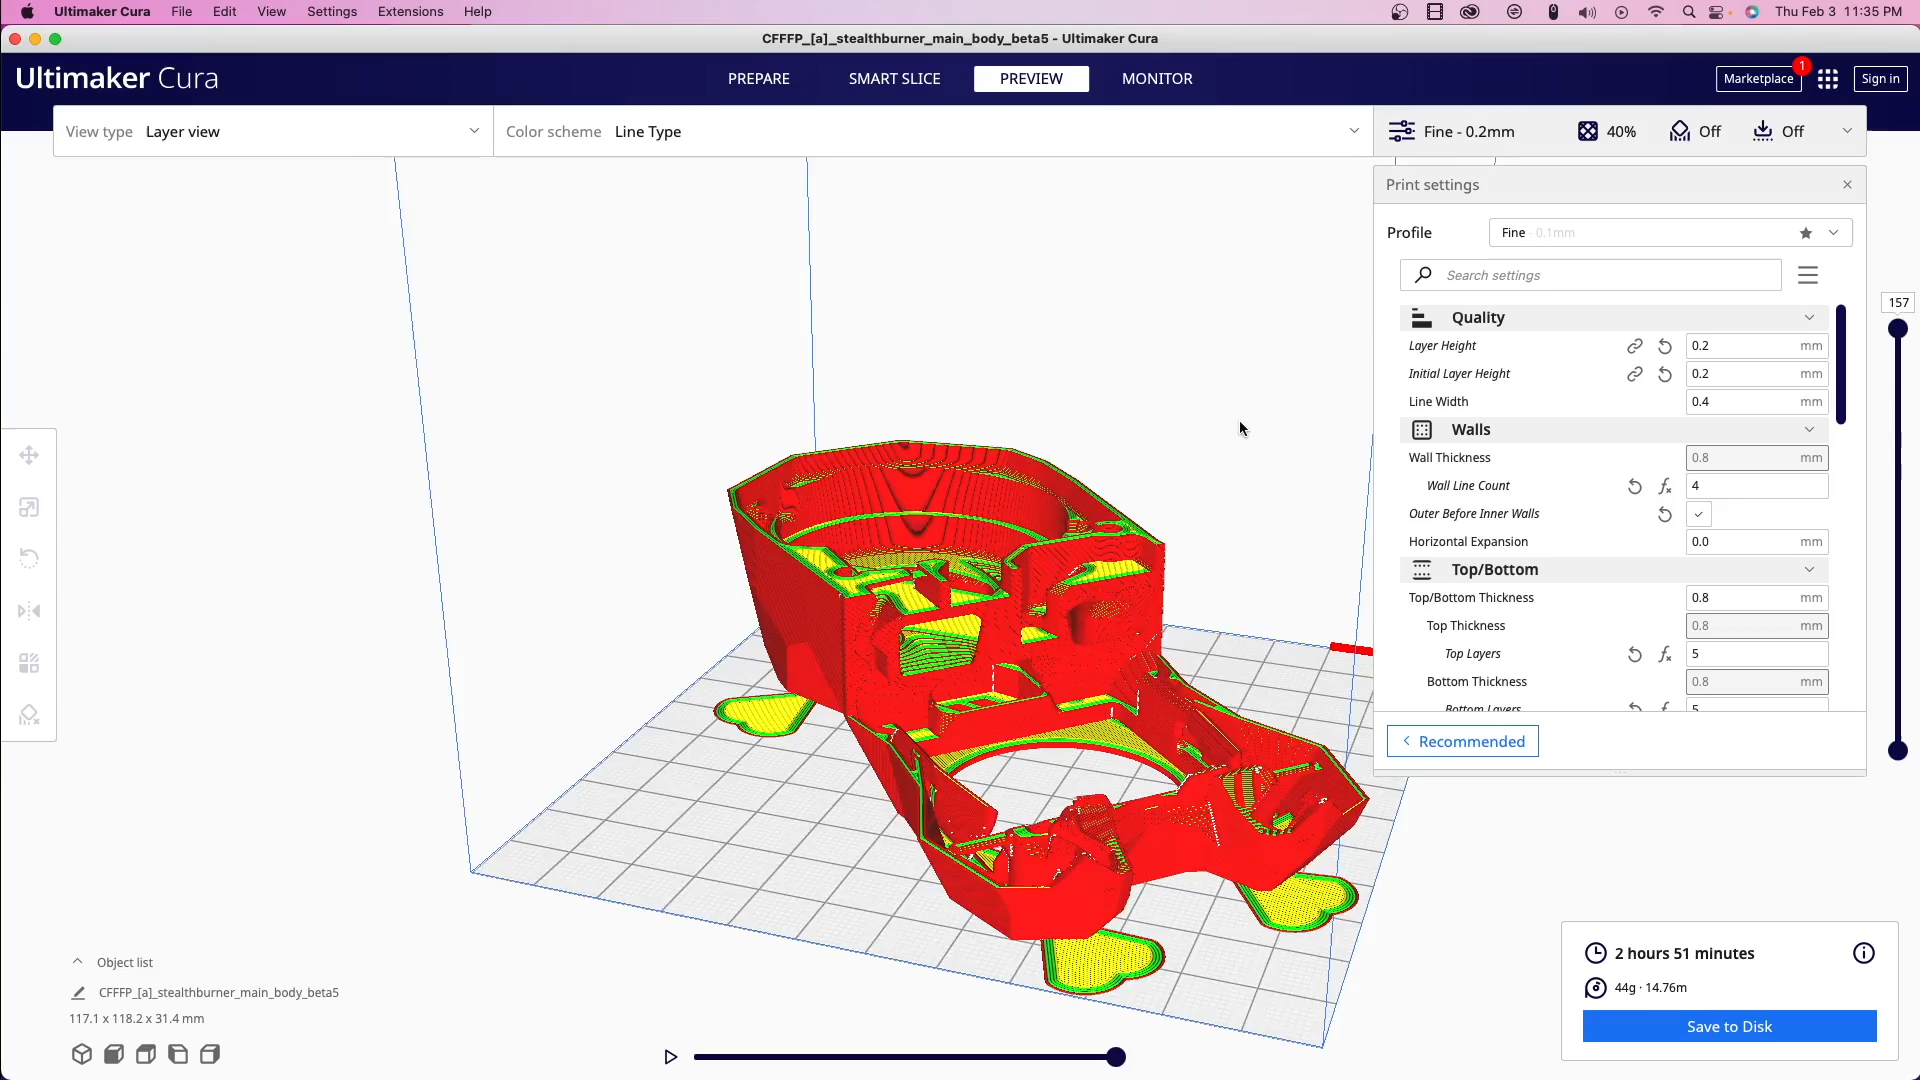 Ultimaker Cura File Edit View Settings Extensions Help Thu Feb 3 11:35 PM
CFFFP_[a]_stealthburner_main_body_beta5 - Ultimaker Cura
Ultimaker Cura PREPARE SMART SLICE PREVIEW MONITOR Marketplace 1 Sign in
View type Layer view Color scheme Line Type Fine - 0.2mm 40% Off Off
Print settings
Profile Fine - 0.1mm
Search settings
Quality
157
Layer Height 0.2 mm
Initial Layer Height 0.2 mm
Line Width 0.4 mm
Walls
Wall Thickness 0.8 mm
Wall Line Count 4
Outer Before Inner Walls
Horizontal Expansion 0.0 mm
Top/Bottom
Top/Bottom Thickness 0.8 mm
Top Thickness 0.8 mm
Top Layers 5
Bottom Thickness 0.8 mm
Bottom Layers 5
Recommended
Object list
CFFFP_[a]_stealthburner_main_body_beta5
117.1 x 118.2 x 31.4 mm
2 hours 51 minutes
44g · 14.76m
Save to Disk